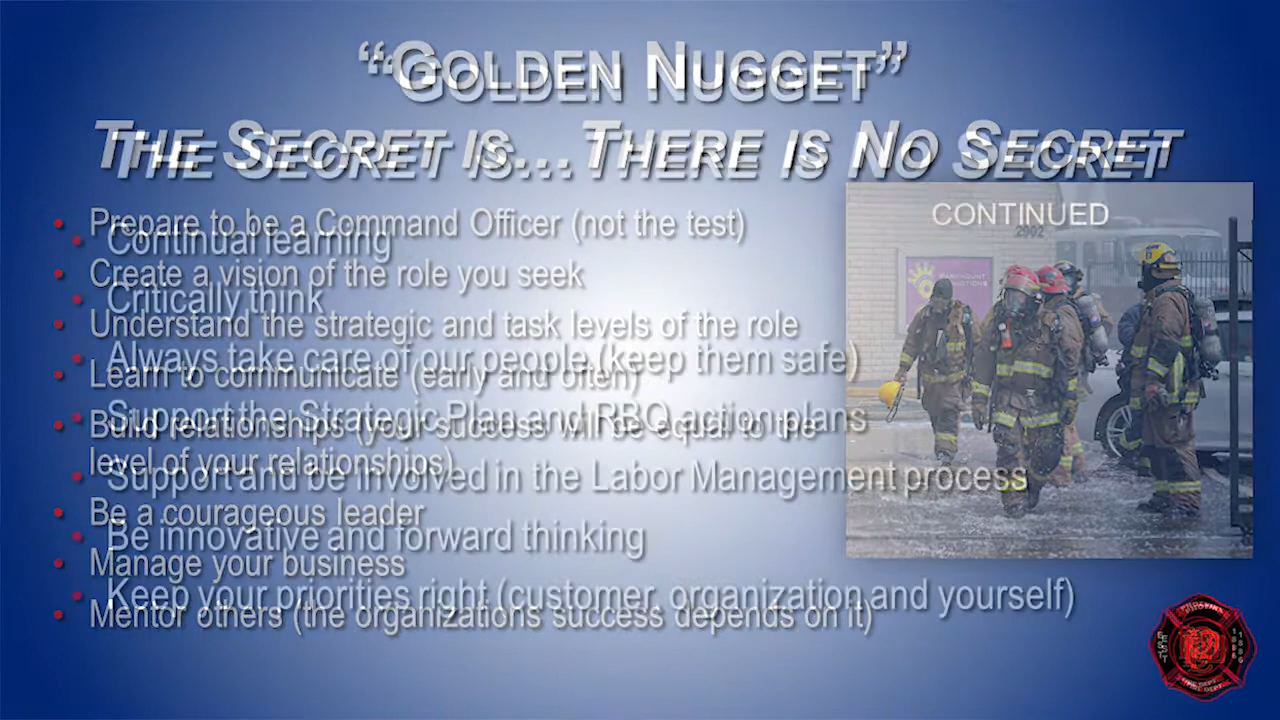 “GOLDEN NUGGET”
THE SECRET IS…THERE IS NO SECRET
• Prepare to be a Command Officer (not the test)
• Create a vision of the role you seek
• Understand the strategic and task levels of the role
• Learn to communicate (early and often)
• Build relationships (your success will be equal to the
level of your relationships)
• Be a courageous leader
• Manage your business
• Mentor others (the organizations success depends on it)
CONTINUED
• Continual learning
• Critically think
• Always take care of our people (keep them safe)
• Support the Strategic Plan and RBO action plans
• Support and be involved in the Labor Management process
• Be innovative and forward thinking
• Keep your priorities right (customer, organization and yourself)
2902
EST
1886